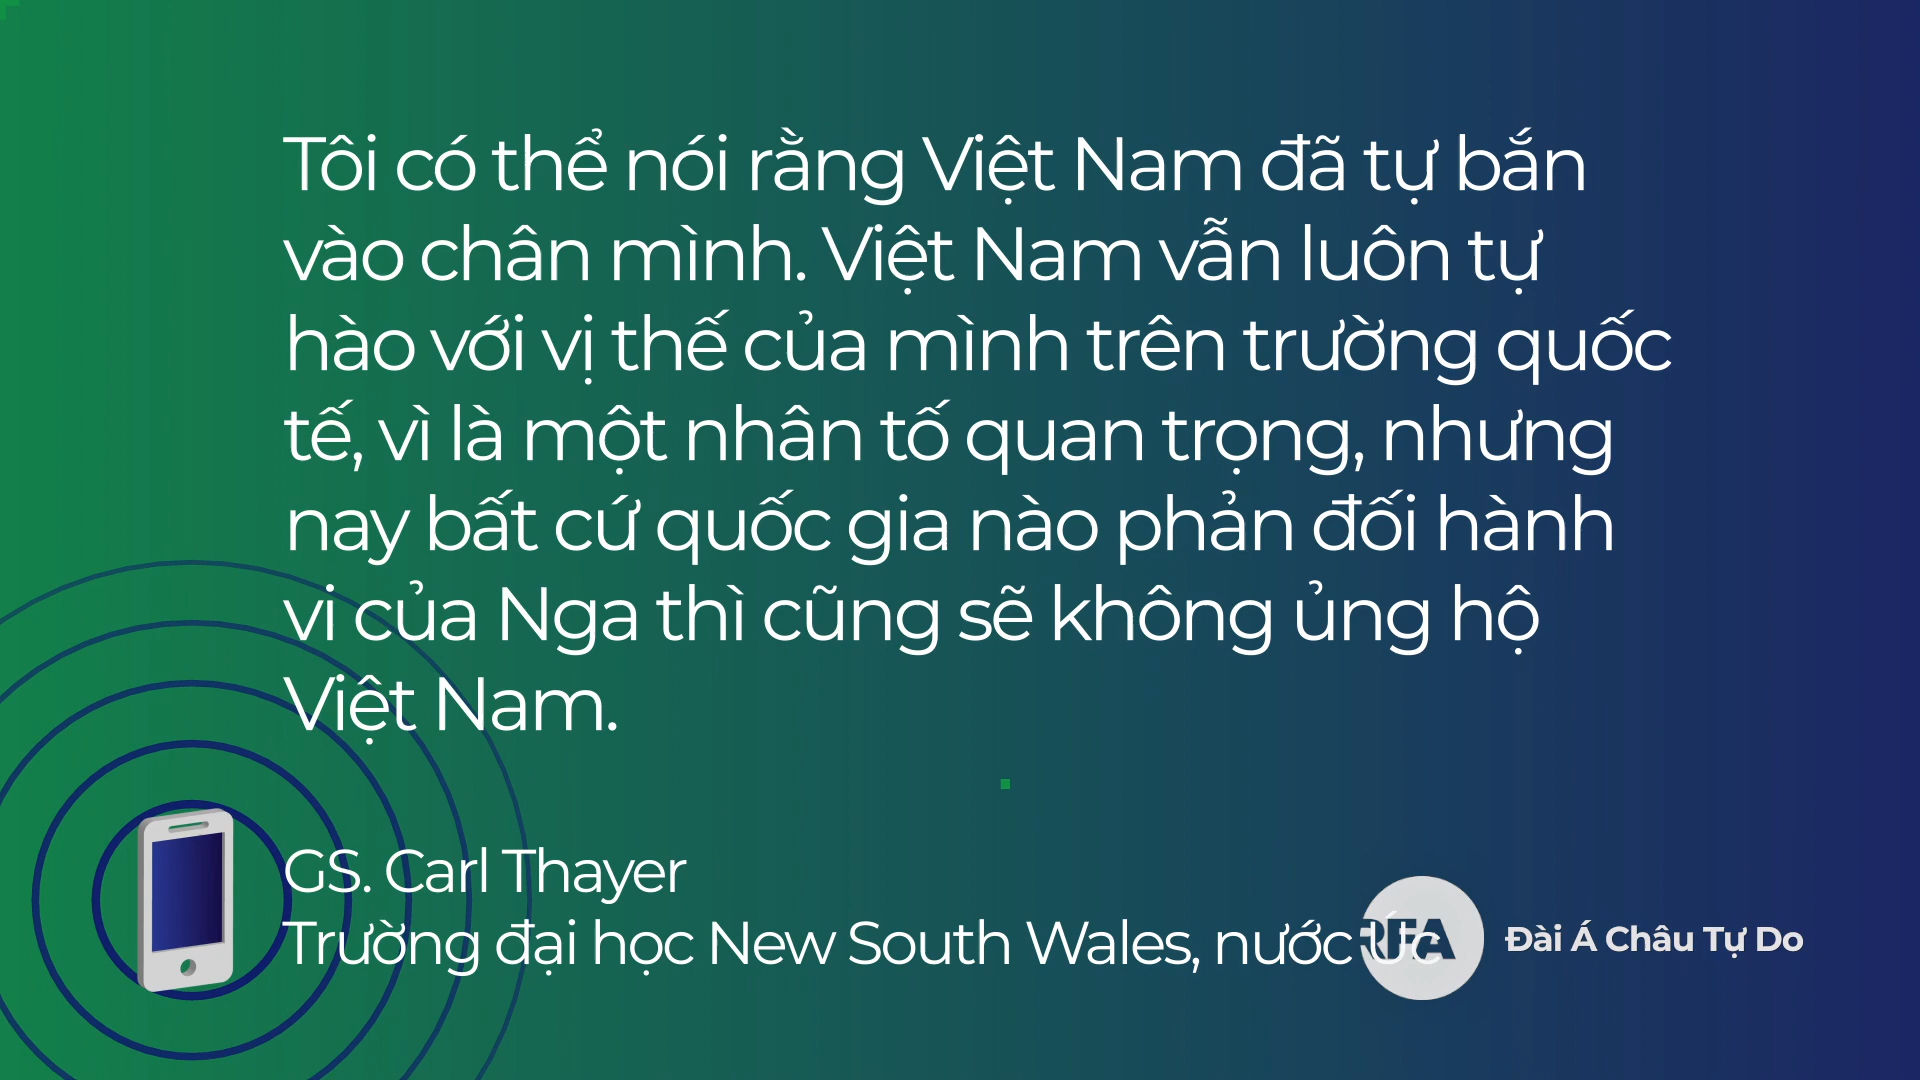 Tôi có thể nói rằng Việt Nam đã tự bắn
vào chân mình. Việt Nam vẫn luôn tự
hào với vị thế của mình trên trường quốc
tế, vì là một nhân tố quan trọng, nhưng
nay bất cứ quốc gia nào phản đối hành
vi của Nga thì cũng sẽ không ủng hộ
Việt Nam.
GS. Carl Thayer
Trường đại học New South Wales, nước Úc
RFA
Đài Á Châu Tự Do